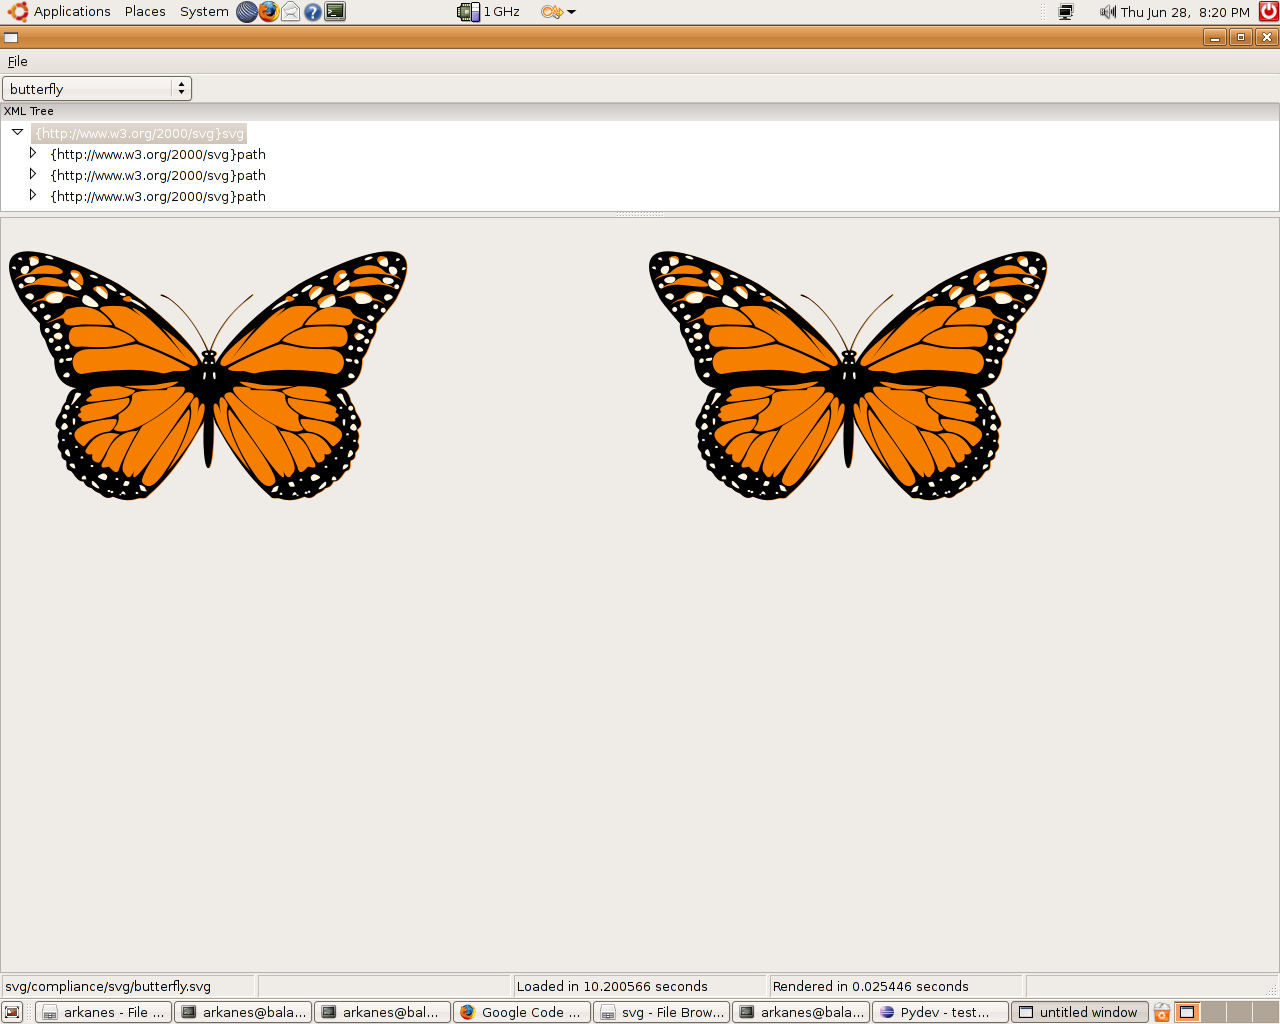 Applications Places System 1 GHz Thu Jun 28, 8:20 PM
File
butterfly
XML Tree
{http://www.w3.org/2000/svg}svg
{http://www.w3.org/2000/svg}path
{http://www.w3.org/2000/svg}path
{http://www.w3.org/2000/svg}path
svg/compliance/svg/butterfly.svg Loaded in 10.200566 seconds Rendered in 0.025446 seconds
arkanes - File ... arkanes@bala... arkanes@bal... Google Code ... svg - File Brow... arkanes@bala... Pydev - test... untitled window